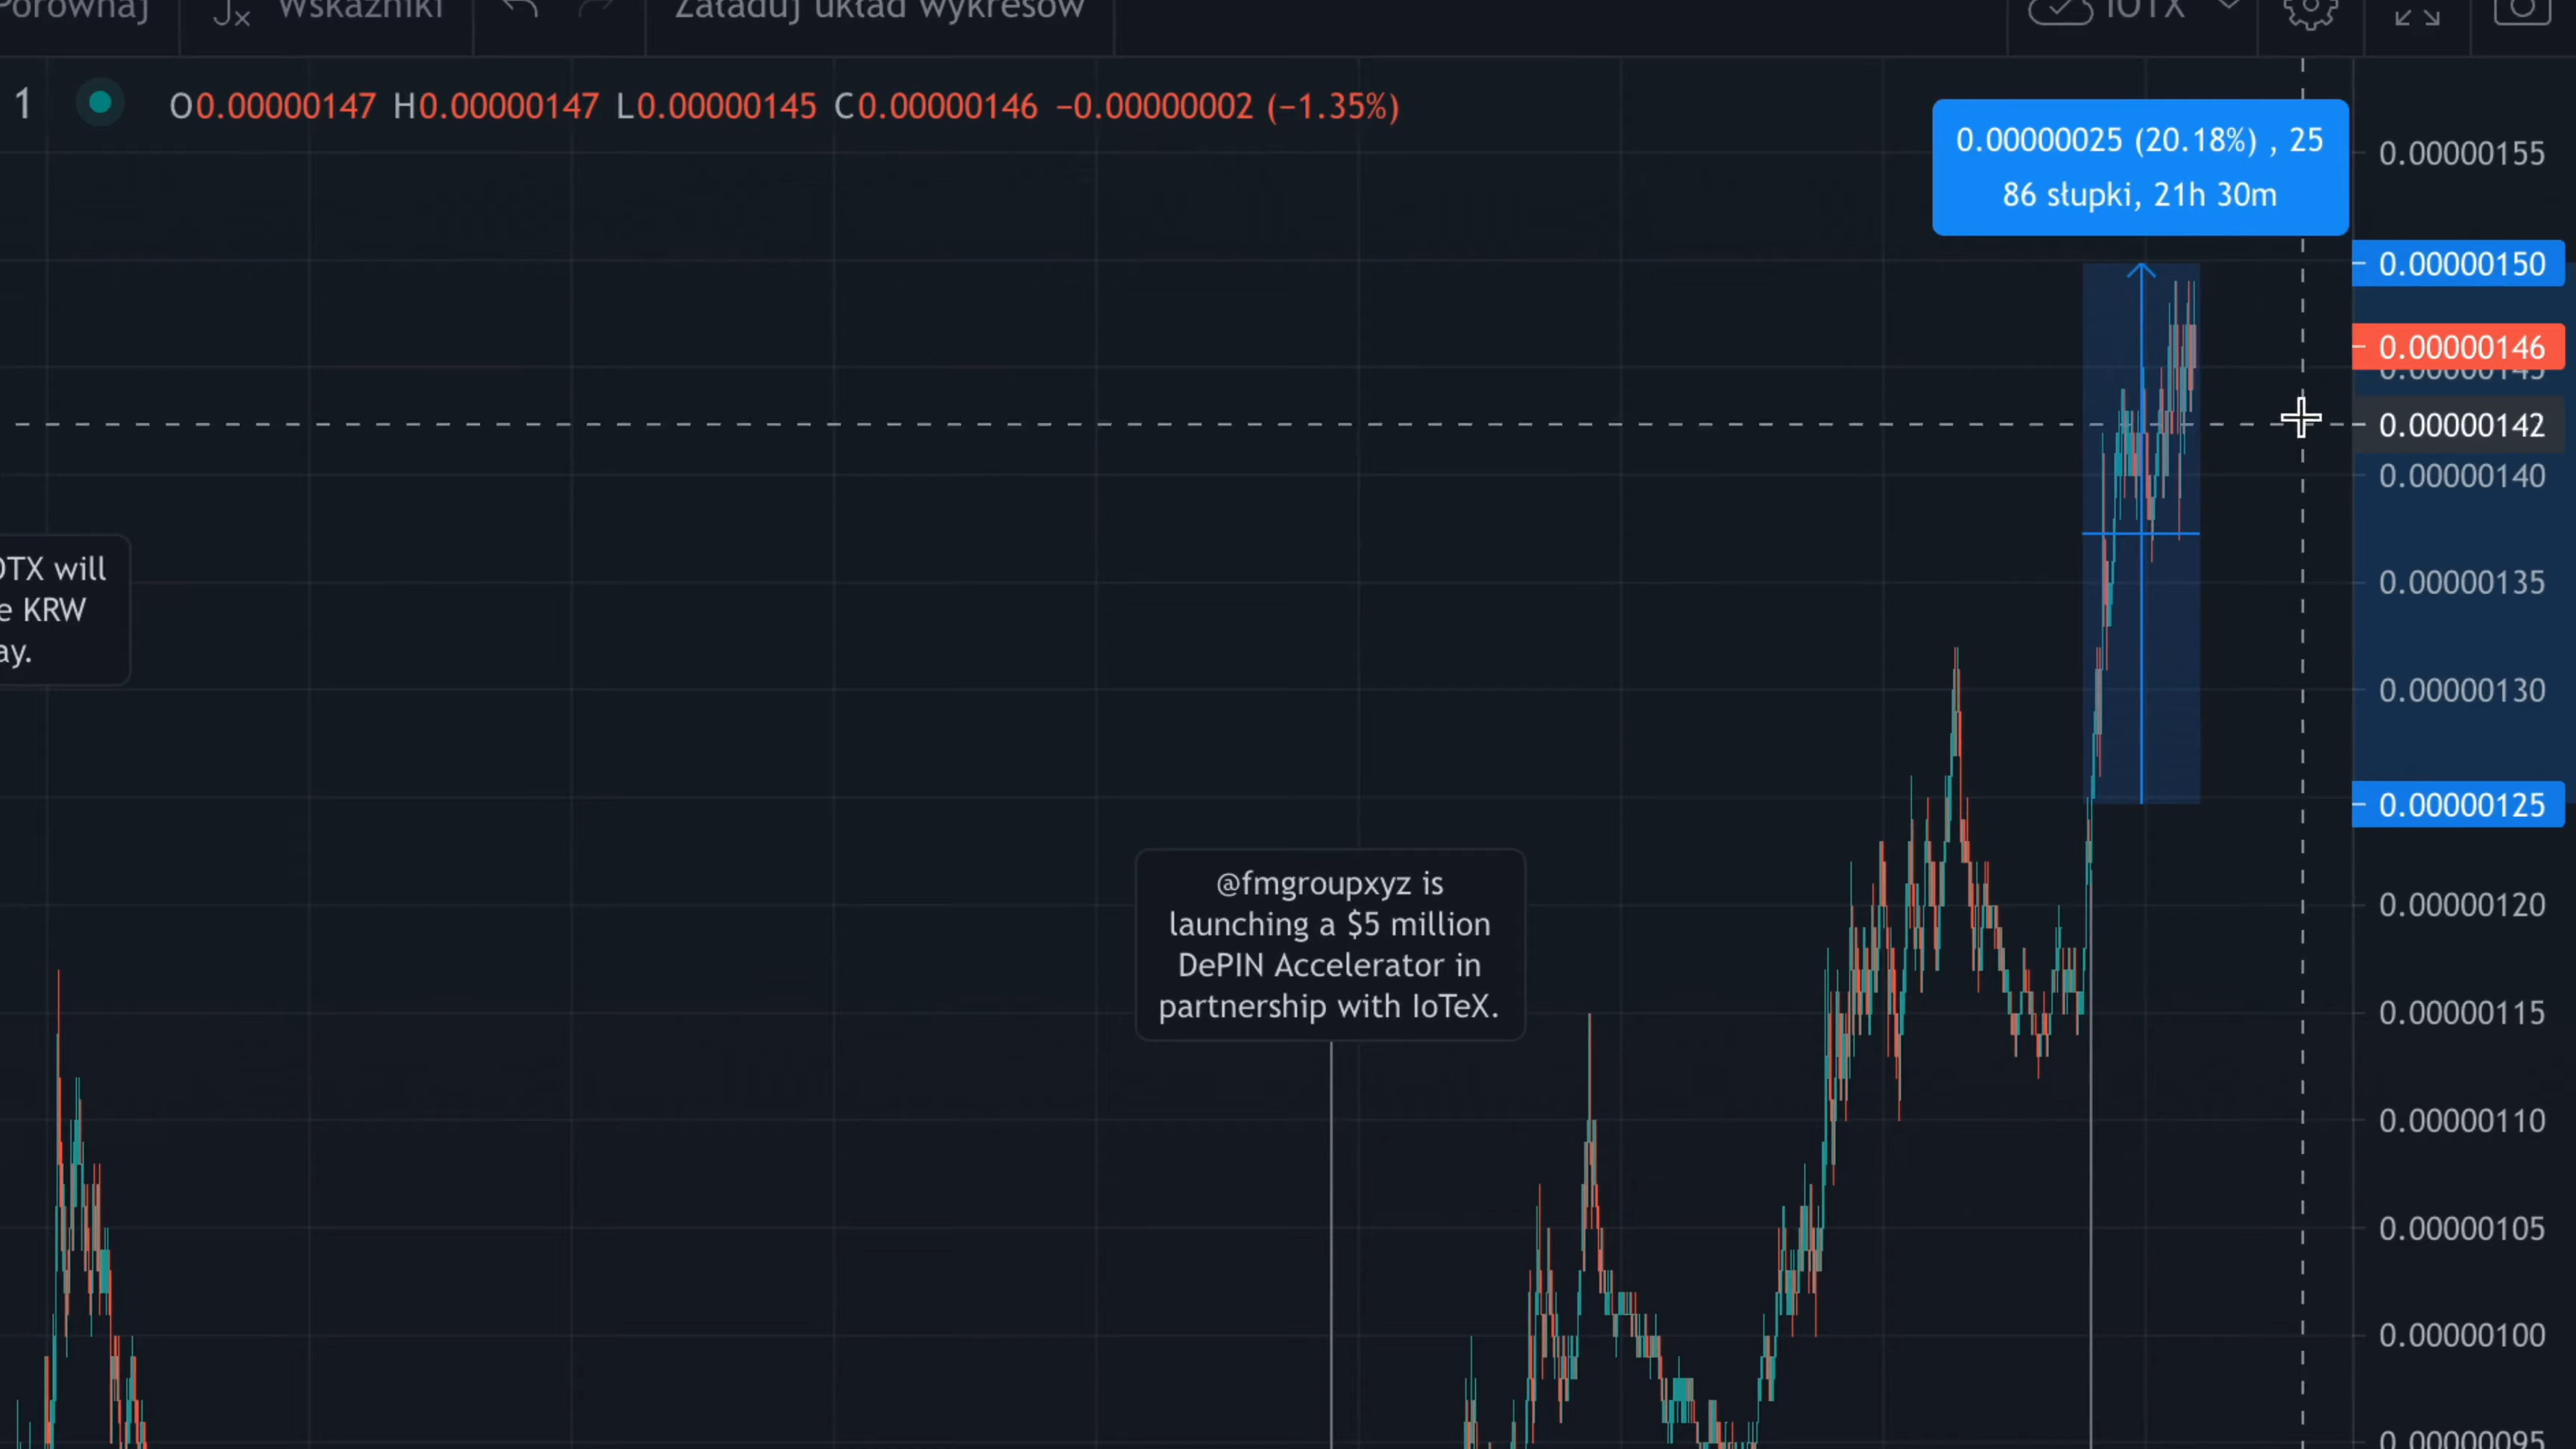 Porównaj
Wskaźniki
Załaduj układ wykresów
IOTX
1
O0.00000147 H0.00000147 L0.00000145 C0.00000146 −0.00000002 (−1.35%)
0.00000025 (20.18%) , 25
86 słupki, 21h 30m
0.00000155
0.00000150
0.00000146
0.00000145
0.00000142
0.00000140
0.00000135
0.00000130
0.00000125
0.00000120
0.00000115
0.00000110
0.00000105
0.00000100
0.00000095
OTX will
e KRW
ay.
@fmgroupxyz is
launching a $5 million
DePIN Accelerator in
partnership with IoTeX.